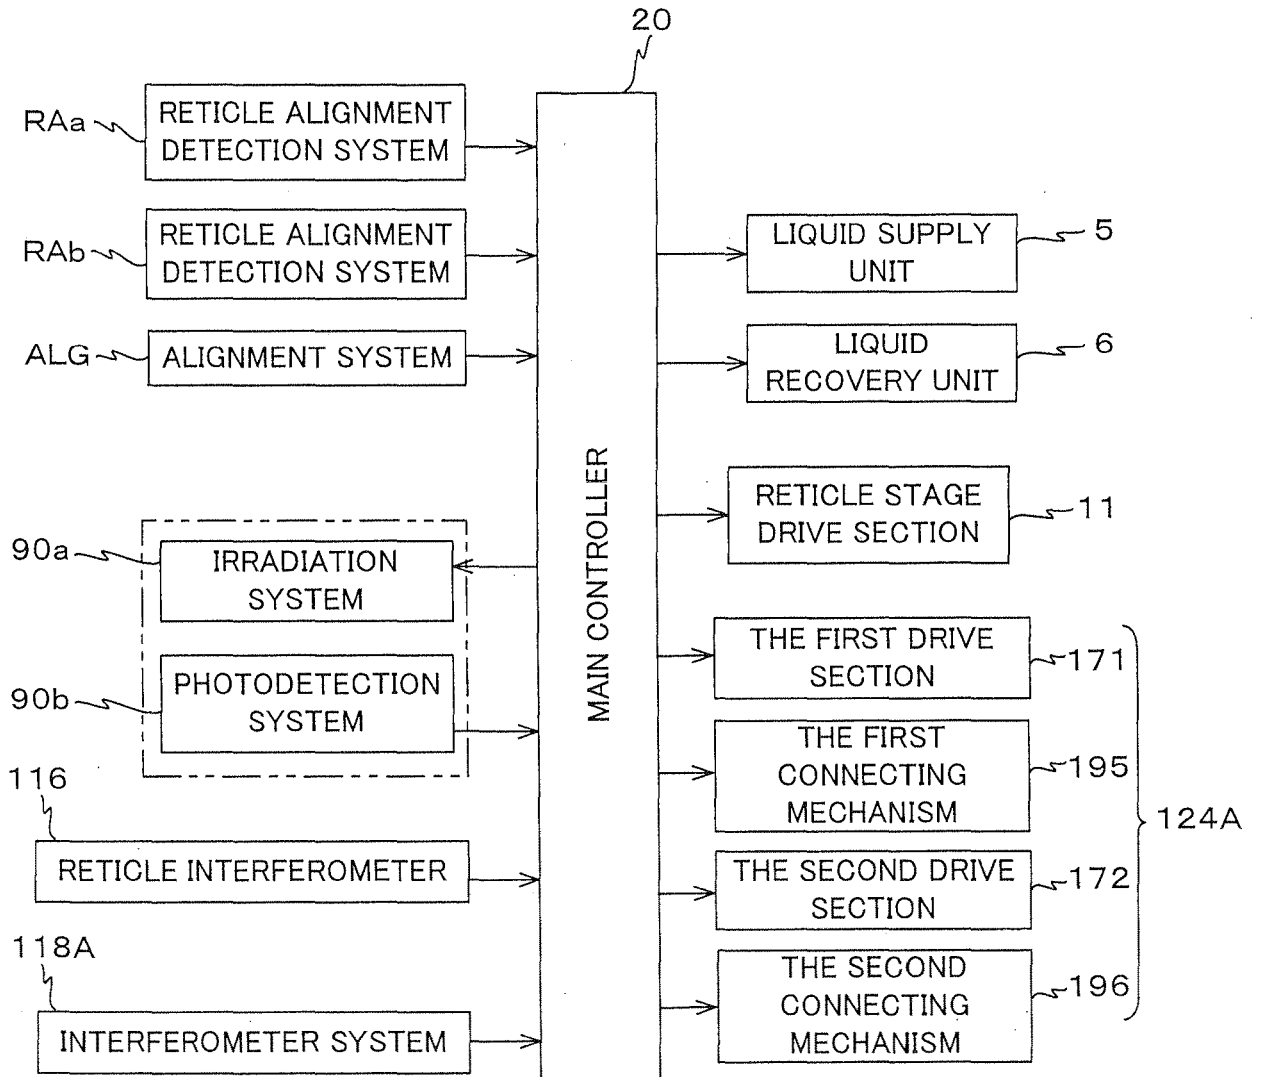 20
RAa
RETICLE ALIGNMENT
DETECTION SYSTEM
RAb
RETICLE ALIGNMENT
DETECTION SYSTEM
ALG
ALIGNMENT SYSTEM
90a
IRRADIATION
SYSTEM
90b
PHOTODETECTION
SYSTEM
116
RETICLE INTERFEROMETER
118A
INTERFEROMETER SYSTEM
MAIN CONTROLLER
LIQUID SUPPLY
UNIT
5
LIQUID
RECOVERY UNIT
6
RETICLE STAGE
DRIVE SECTION
11
THE FIRST DRIVE
SECTION
171
THE FIRST
CONNECTING
MECHANISM
195
THE SECOND DRIVE
SECTION
172
THE SECOND
CONNECTING
MECHANISM
196
124A